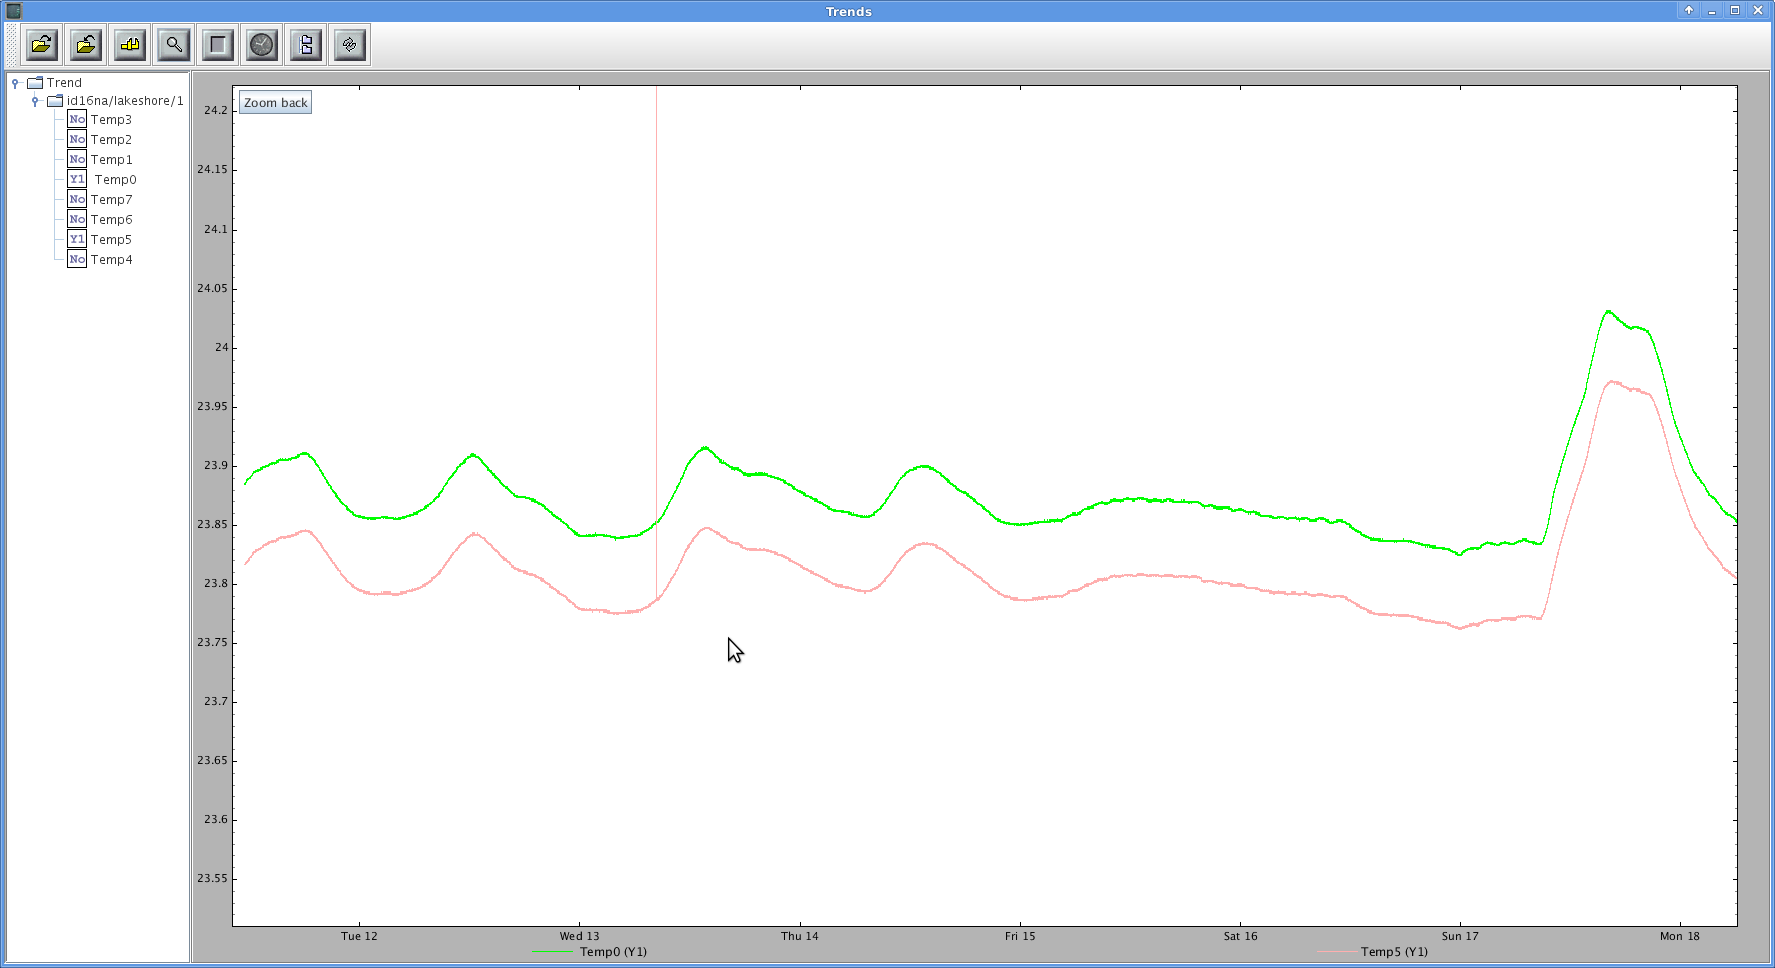 Trends
Trend
id16na/lakeshore/1
No Temp3
No Temp2
No Temp1
Y1 Temp0
No Temp7
No Temp6
Y1 Temp5
No Temp4
Zoom back
24.2
24.15
24.1
24.05
24
23.95
23.9
23.85
23.8
23.75
23.7
23.65
23.6
23.55
Tue 12 Wed 13 Thu 14 Fri 15 Sat 16 Sun 17 Mon 18
Temp0 (Y1) Temp5 (Y1)